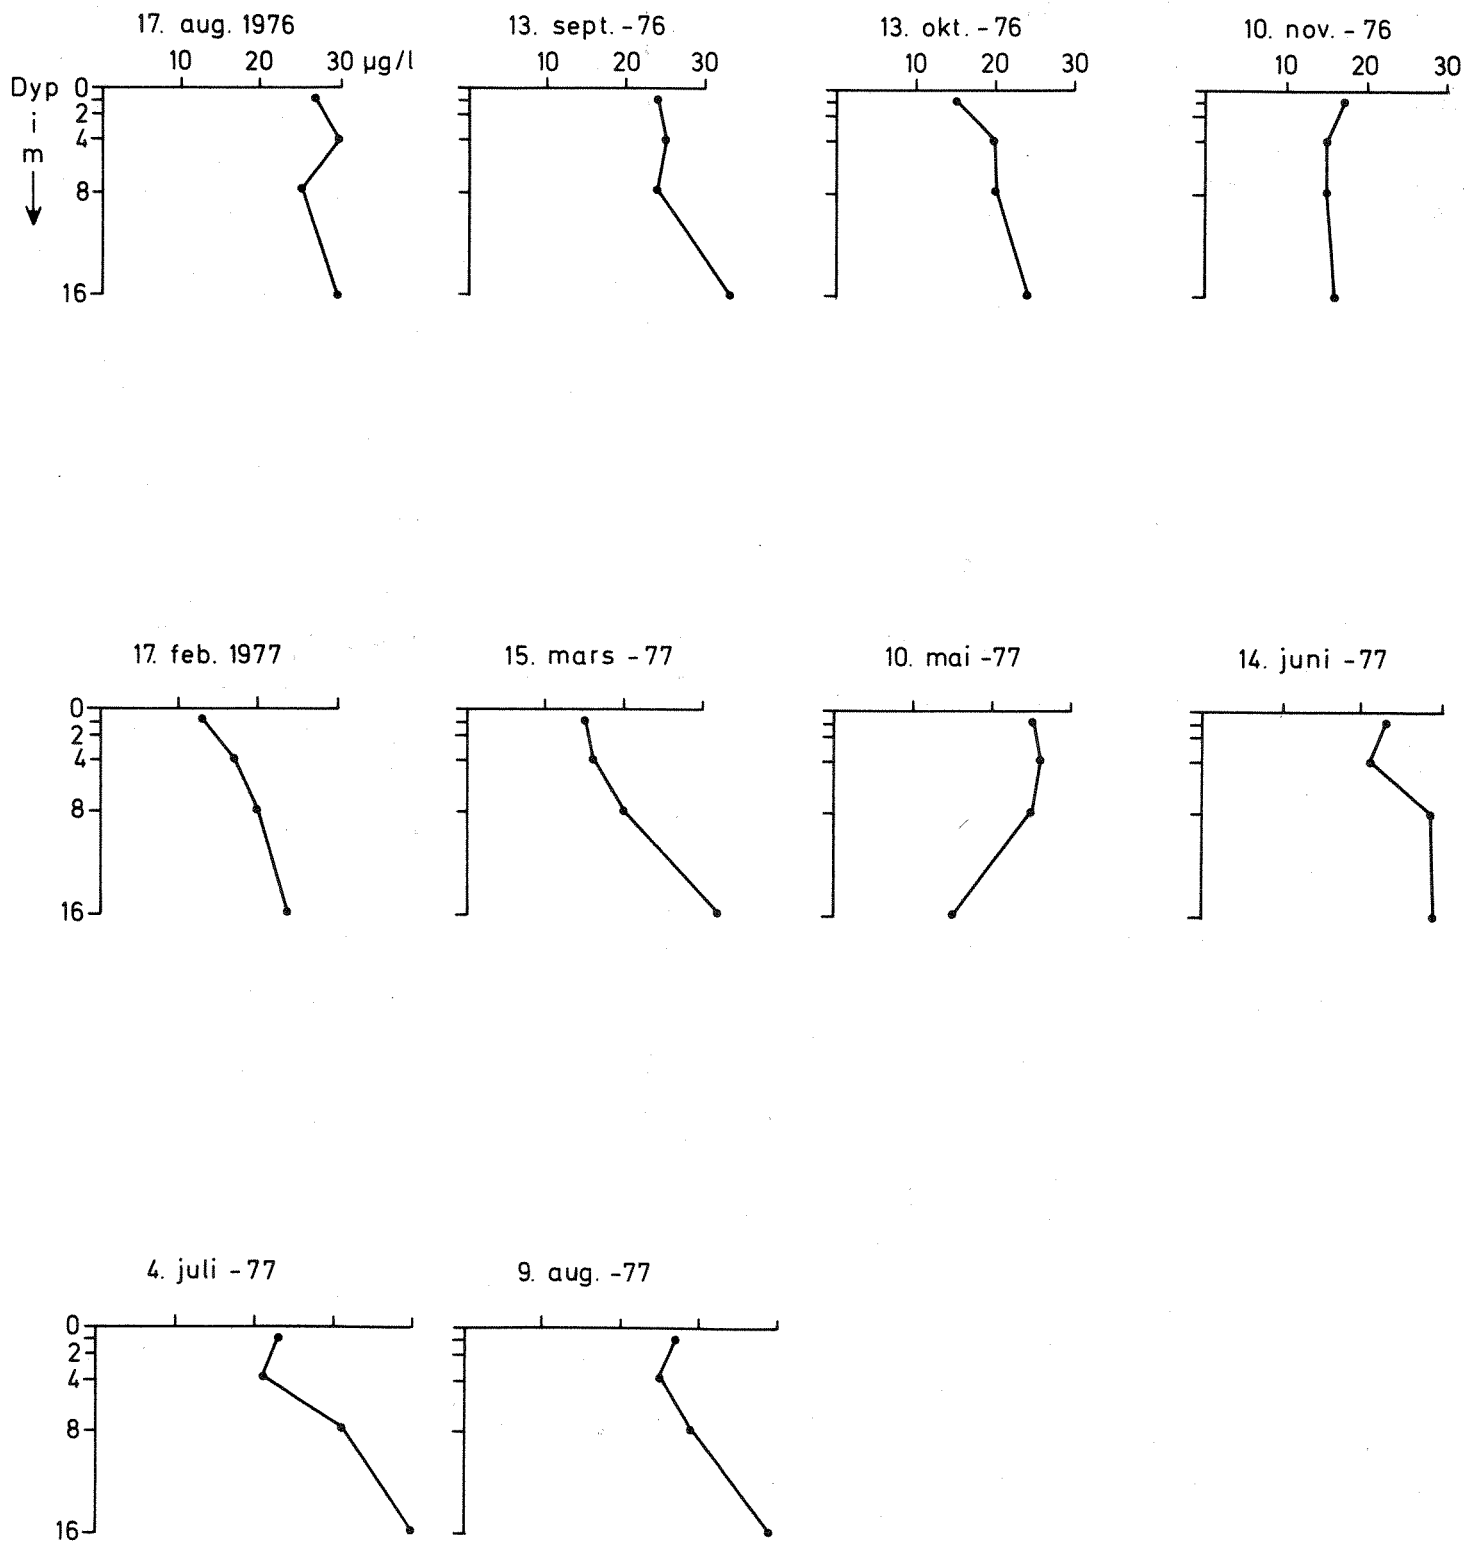 17. aug. 1976
13. sept. -76
13. okt. -76
10. nov. - 76
10 20 30 µg/l
10 20 30
10 20 30
10 20 30
Dyp
i
m
0
2
4
8
16
17. feb. 1977
15. mars -77
10. mai -77
14. juni -77
0
2
4
8
16
4. juli -77
9. aug. -77
0
2
4
8
16